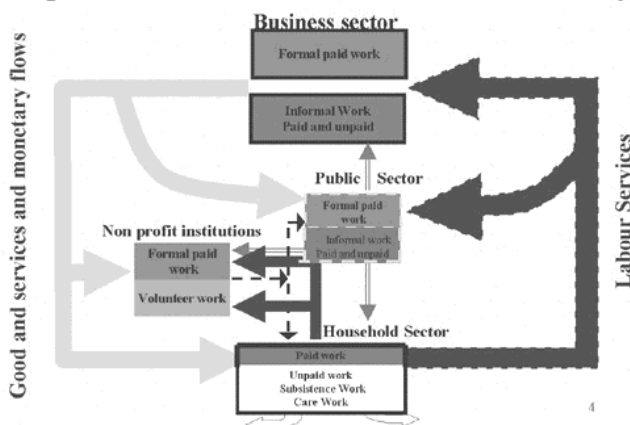 Business sector
Formal paid work
Informal Work
Paid and unpaid
Public Sector
Formal paid
work
Informal work
Paid and unpaid
Non profit institutions
Formal paid
work
Volunteer work
Household Sector
Paid work
Unpaid work
Subsistence Work
Care Work
Good and services and monetary flows
Labour Services
4